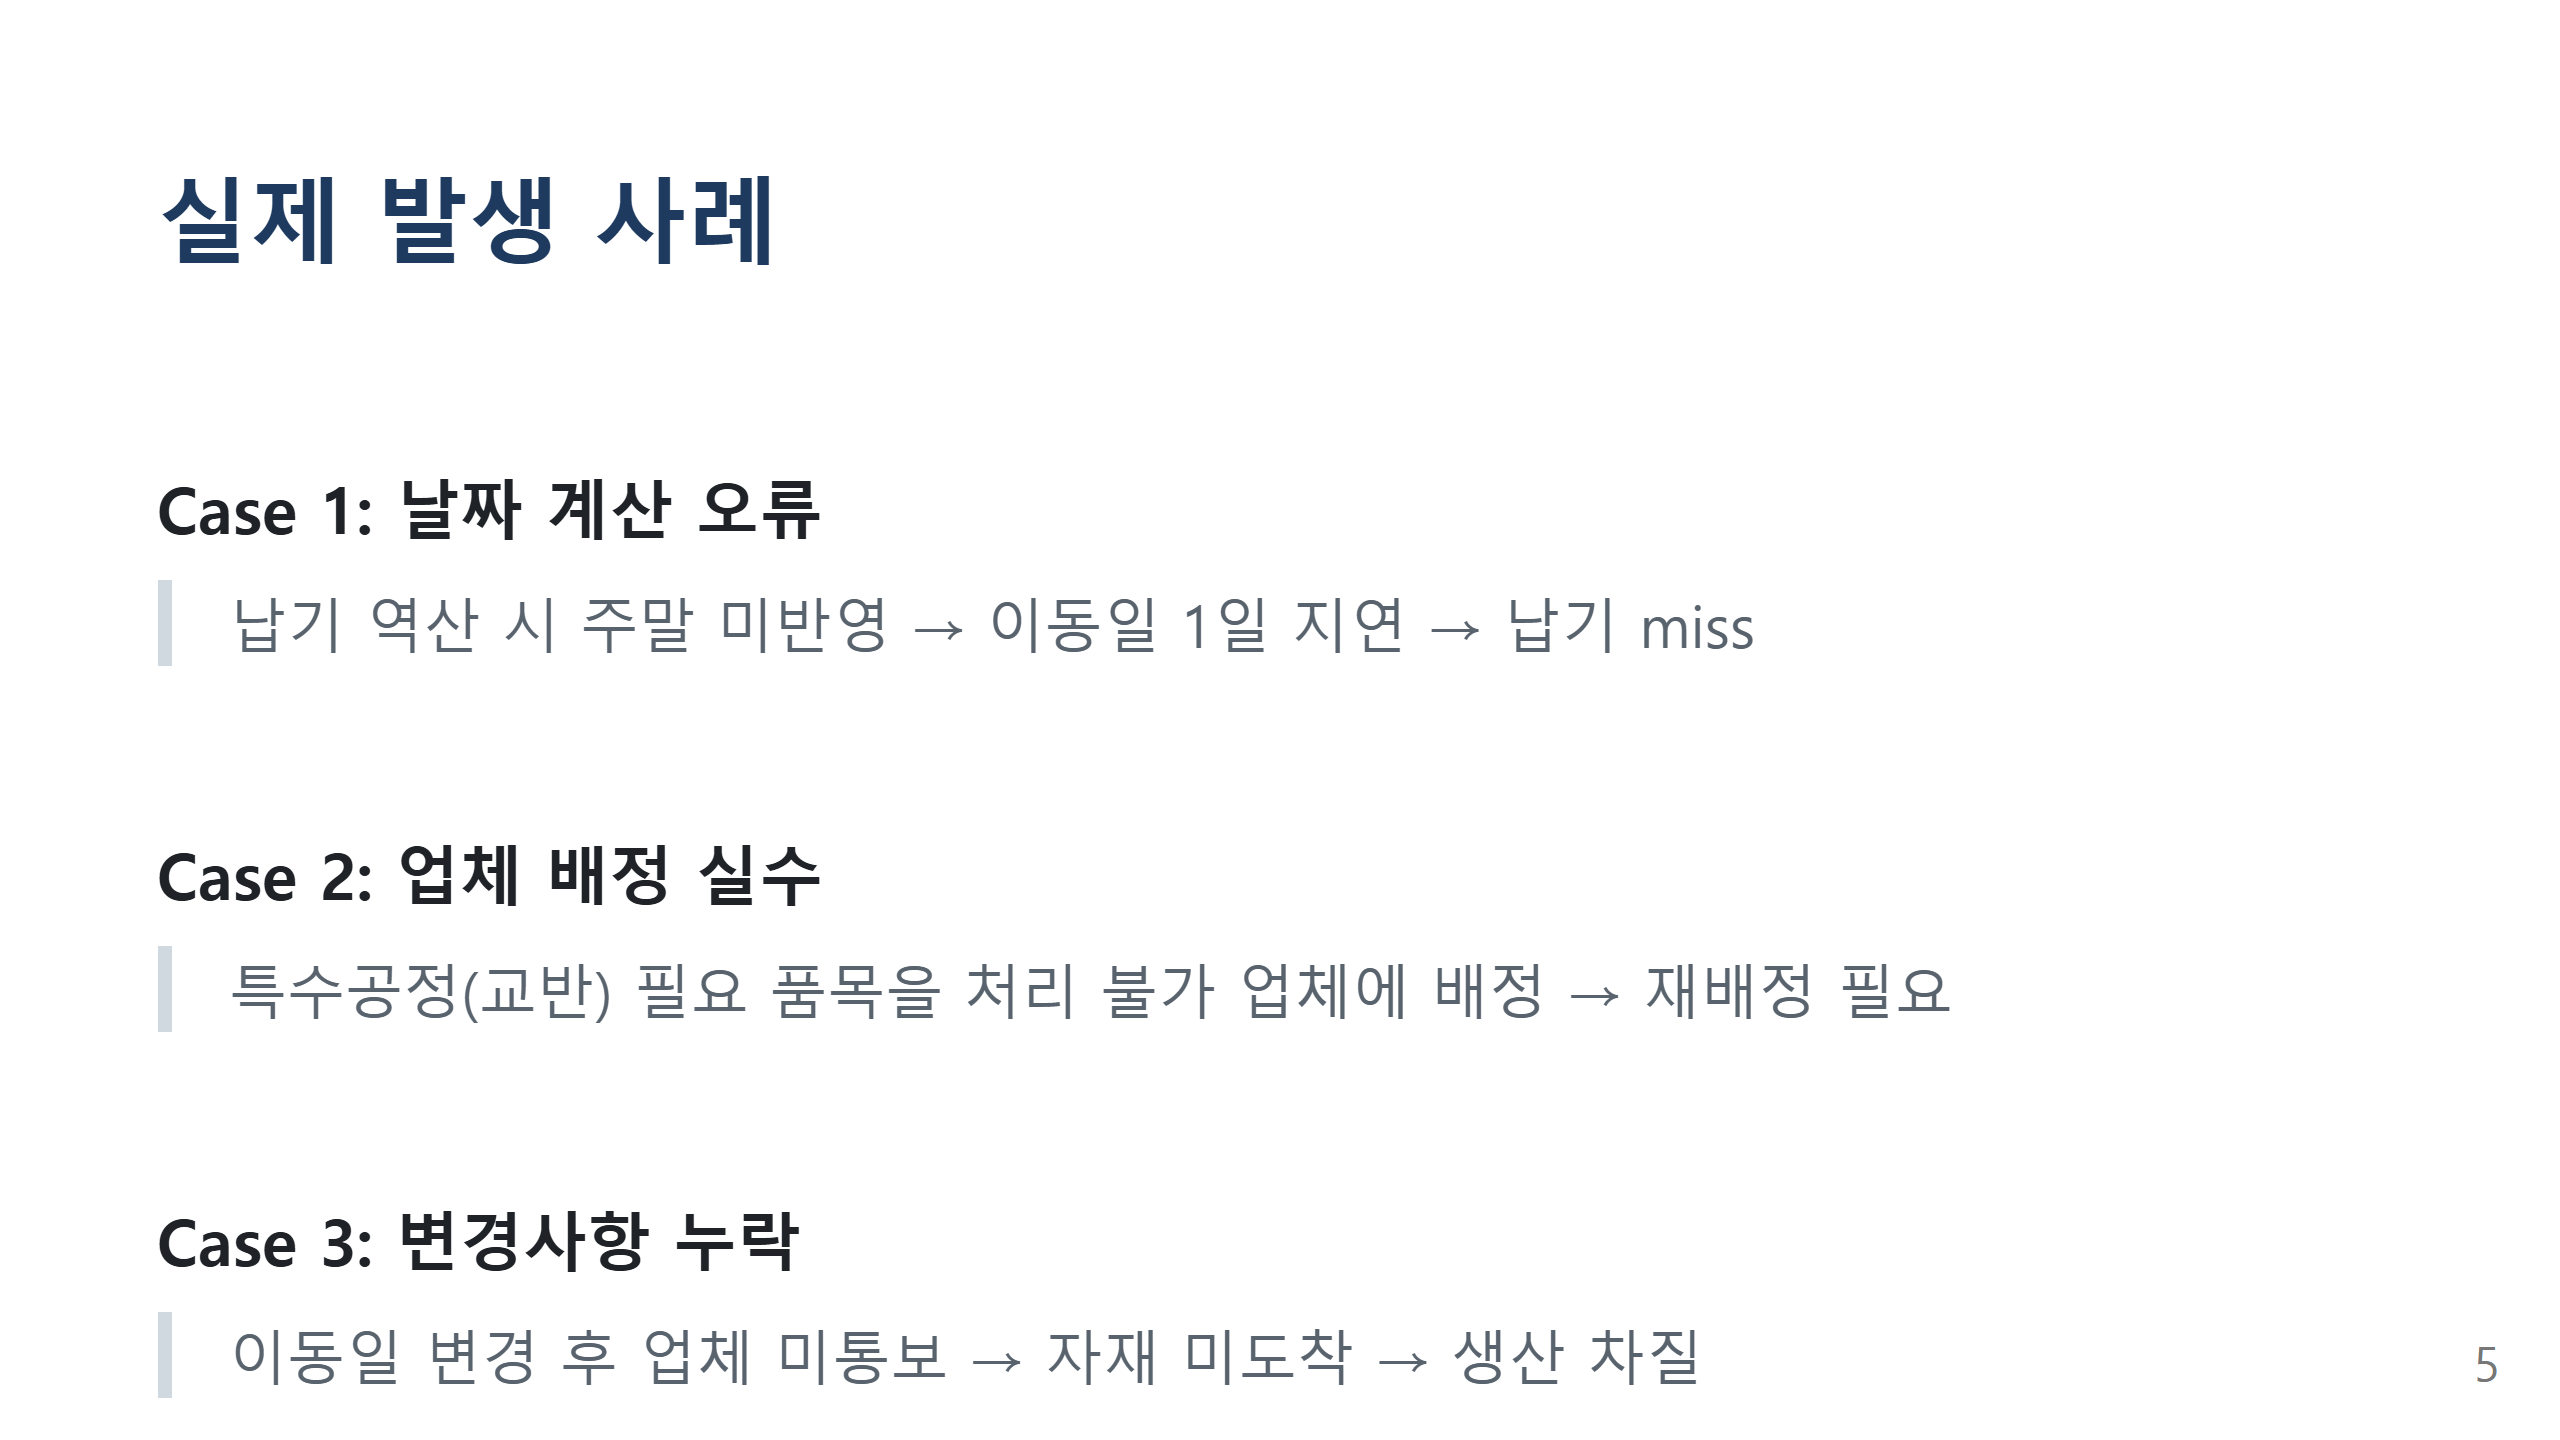 실제 발생 사례
Case 1: 날짜 계산 오류
납기 역산 시 주말 미반영 → 이동일 1일 지연 → 납기 miss
Case 2: 업체 배정 실수
특수공정(교반) 필요 품목을 처리 불가 업체에 배정 → 재배정 필요
Case 3: 변경사항 누락
이동일 변경 후 업체 미통보 → 자재 미도착 → 생산 차질
5